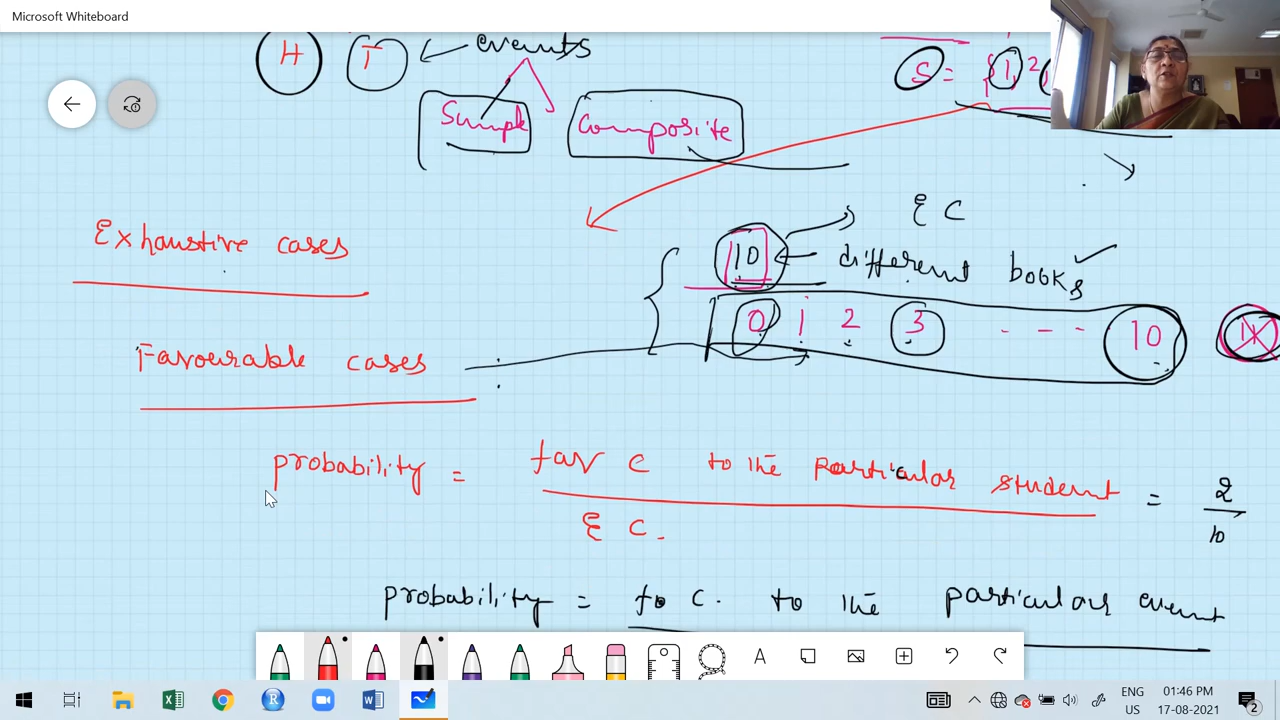 Microsoft Whiteboard
H T ← events
S = { 1, 2,
Simple Composite
E C
Exhaustive cases
10 ← different books ✓
0 1 2 3 - - - 10 11
Favourable cases :
probability = fav C to the particular student = 2
E C. 10
probability = fo C. to the particular event
A
ENG 01:46 PM
US 17-08-2021 2